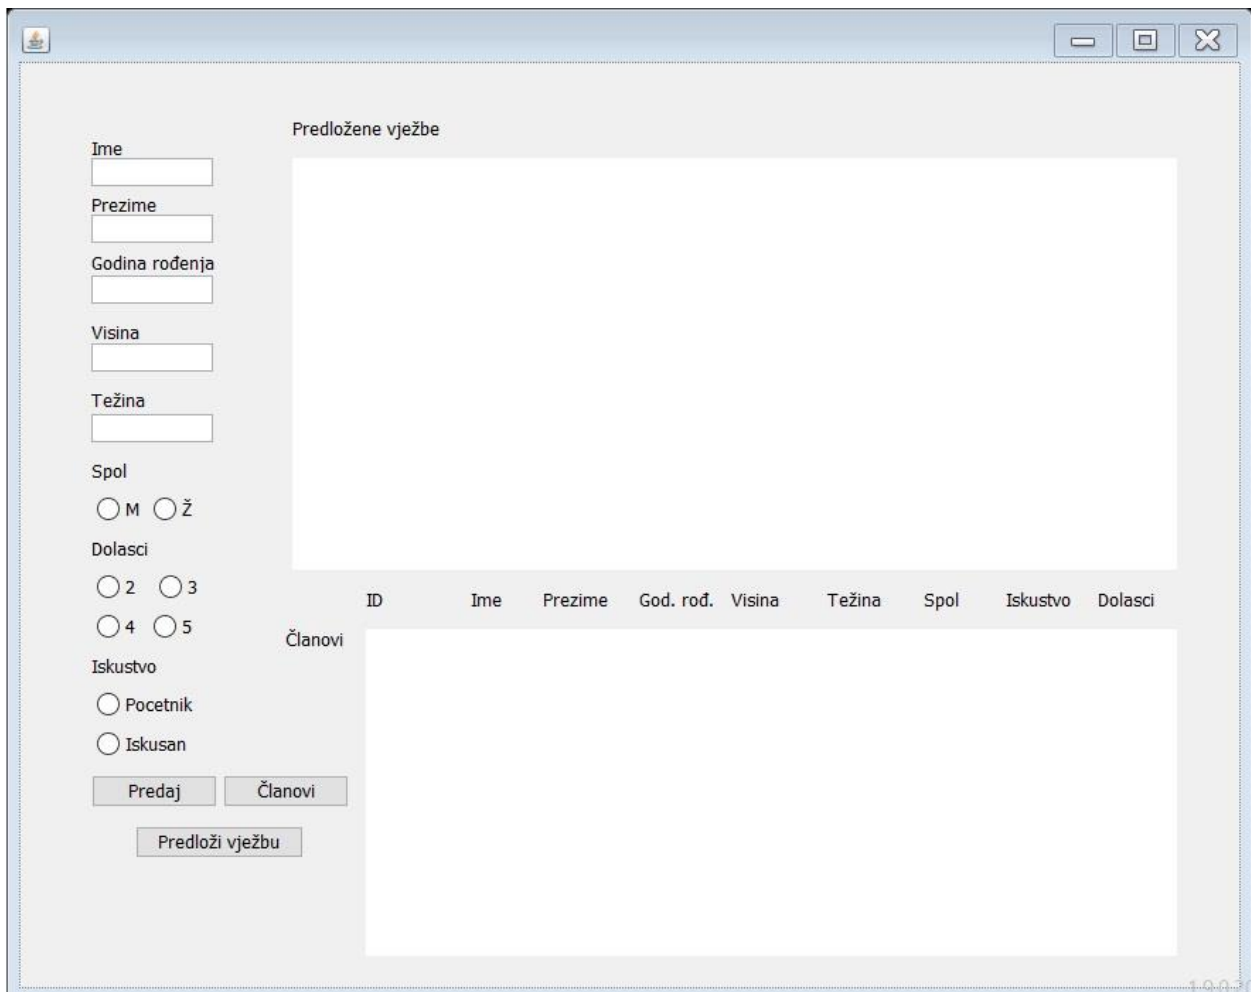 Predložene vježbe
Ime
Prezime
Godina rođenja
Visina
Težina
Spol
M Ž
Dolasci
2 3
4 5
Iskustvo
Pocetnik
Iskusan
Predaj Članovi
Predloži vježbu
ID Ime Prezime God. rođ. Visina Težina Spol Iskustvo Dolasci
Članovi